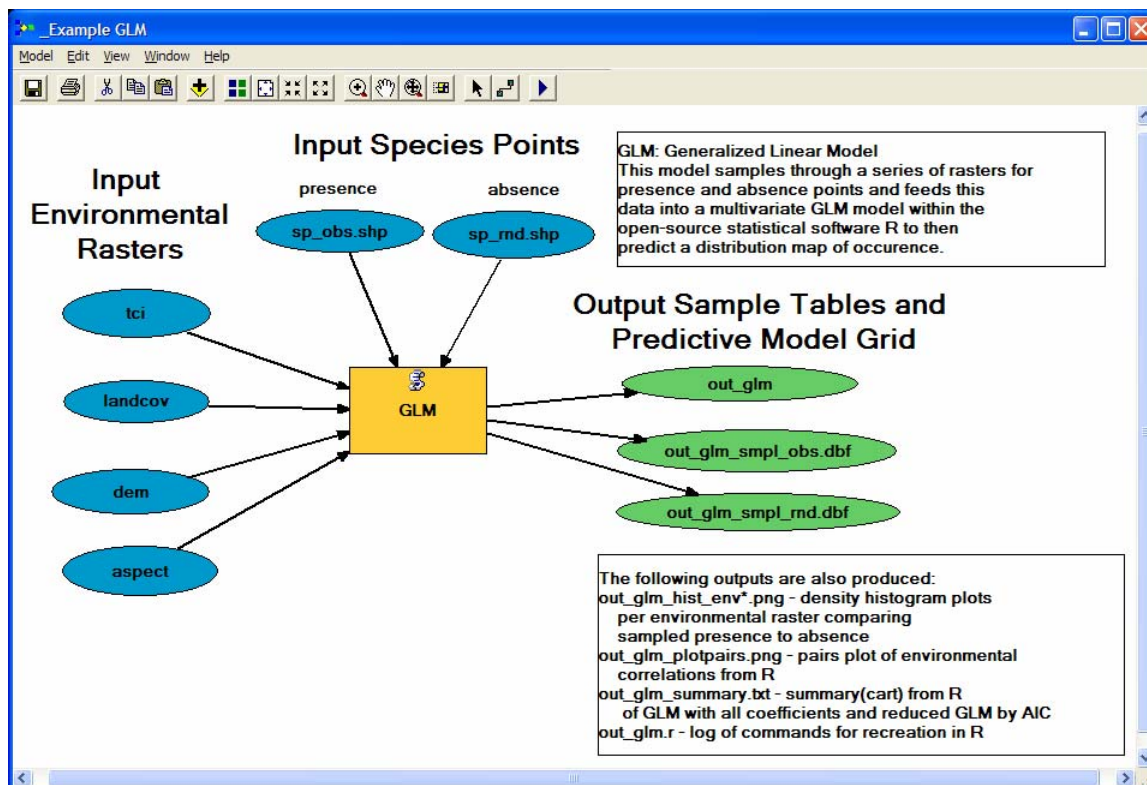 _Example GLM
Model Edit View Window Help
Input Species Points
presence absence
sp_obs.shp sp_rnd.shp
GLM: Generalized Linear Model
This model samples through a series of rasters for
presence and absence points and feeds this
data into a multivariate GLM model within the
open-source statistical software R to then
predict a distribution map of occurence.
Input
Environmental
Rasters
tci
landcov
dem
aspect
GLM
Output Sample Tables and
Predictive Model Grid
out_glm
out_glm_smpl_obs.dbf
out_glm_smpl_rnd.dbf
The following outputs are also produced:
out_glm_hist_env*.png - density histogram plots
per environmental raster comparing
sampled presence to absence
out_glm_plotpairs.png - pairs plot of environmental
correlations from R
out_glm_summary.txt - summary(cart) from R
of GLM with all coefficients and reduced GLM by AIC
out_glm.r - log of commands for recreation in R